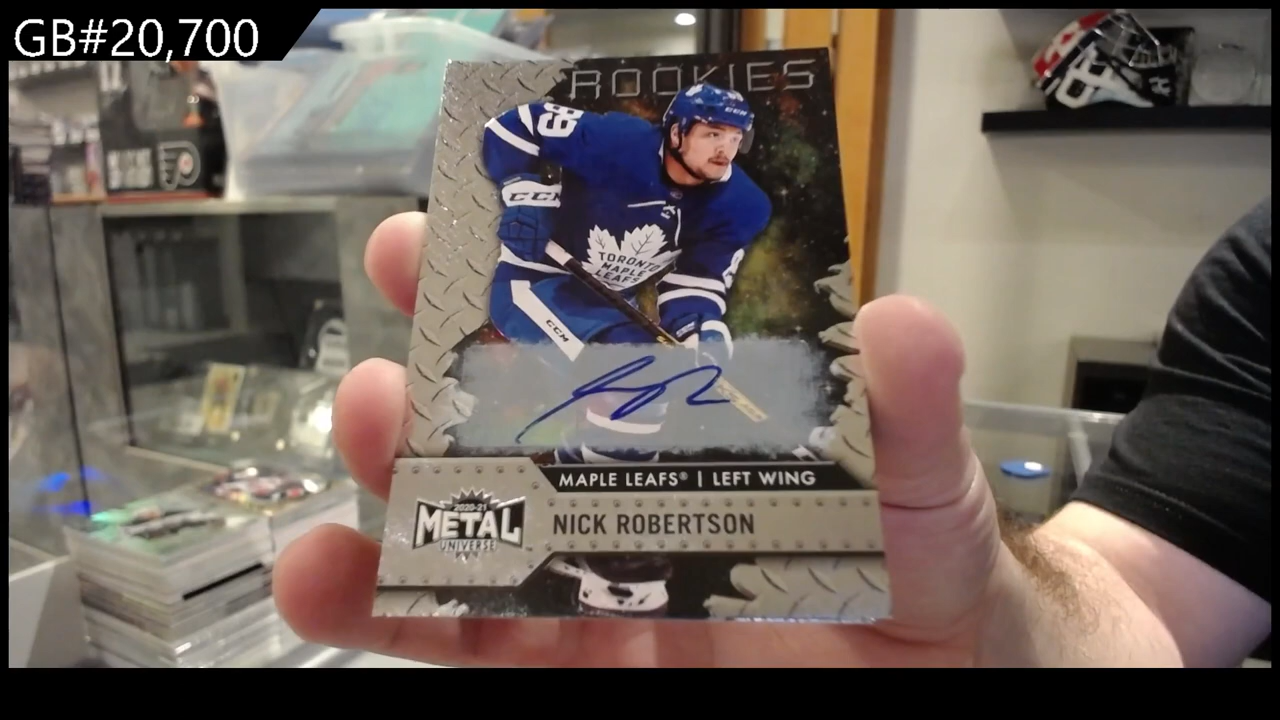 GB#20,700
ROOKIES
89
CCM
CCM
TORONTO
MAPLE
LEAFS
CCM
MAPLE LEAFS® | LEFT WING
2020-21
METAL
UNIVERSE
NICK ROBERTSON